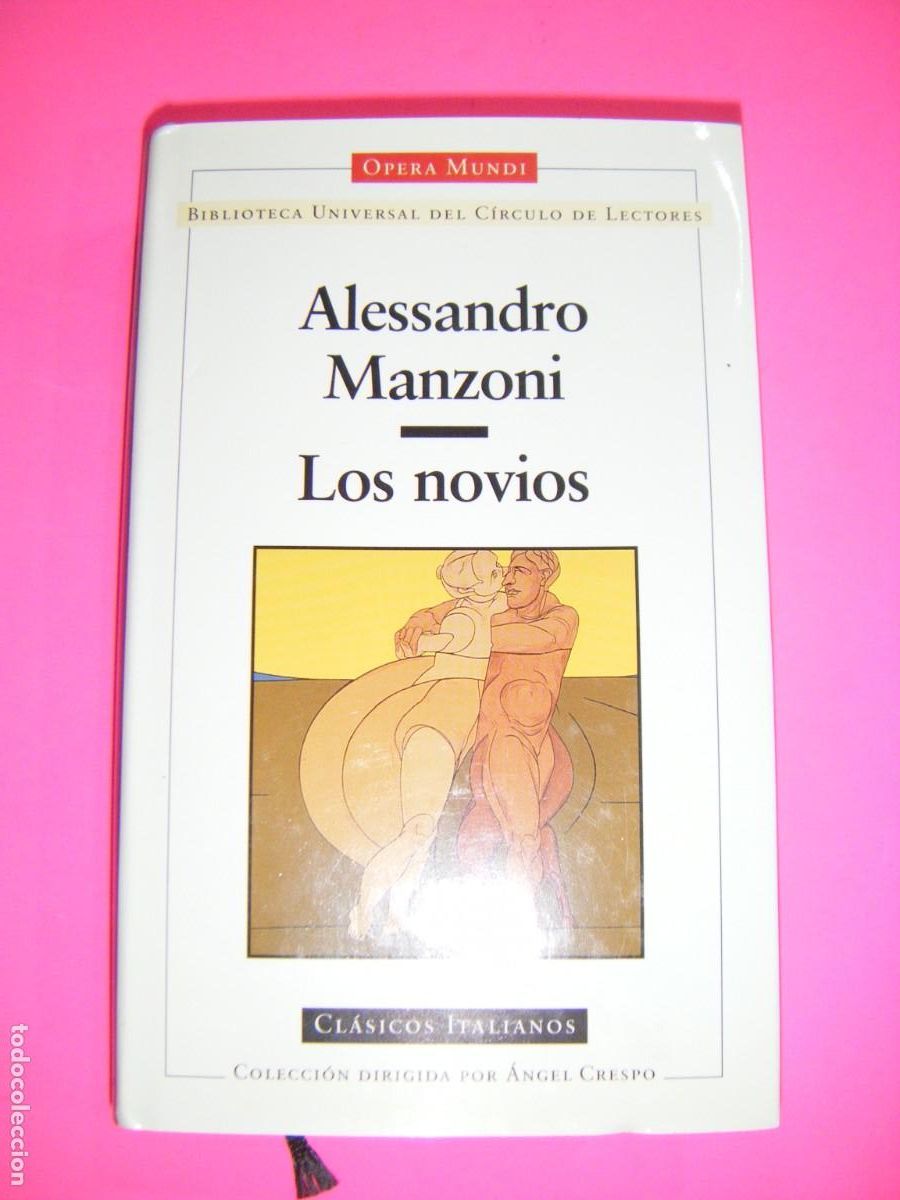 OPERA MUNDI
BIBLIOTECA UNIVERSAL DEL CÍRCULO DE LECTORES
Alessandro
Manzoni
Los novios
CLÁSICOS ITALIANOS
COLECCIÓN DIRIGIDA POR ÁNGEL CRESPO
todocoleccion